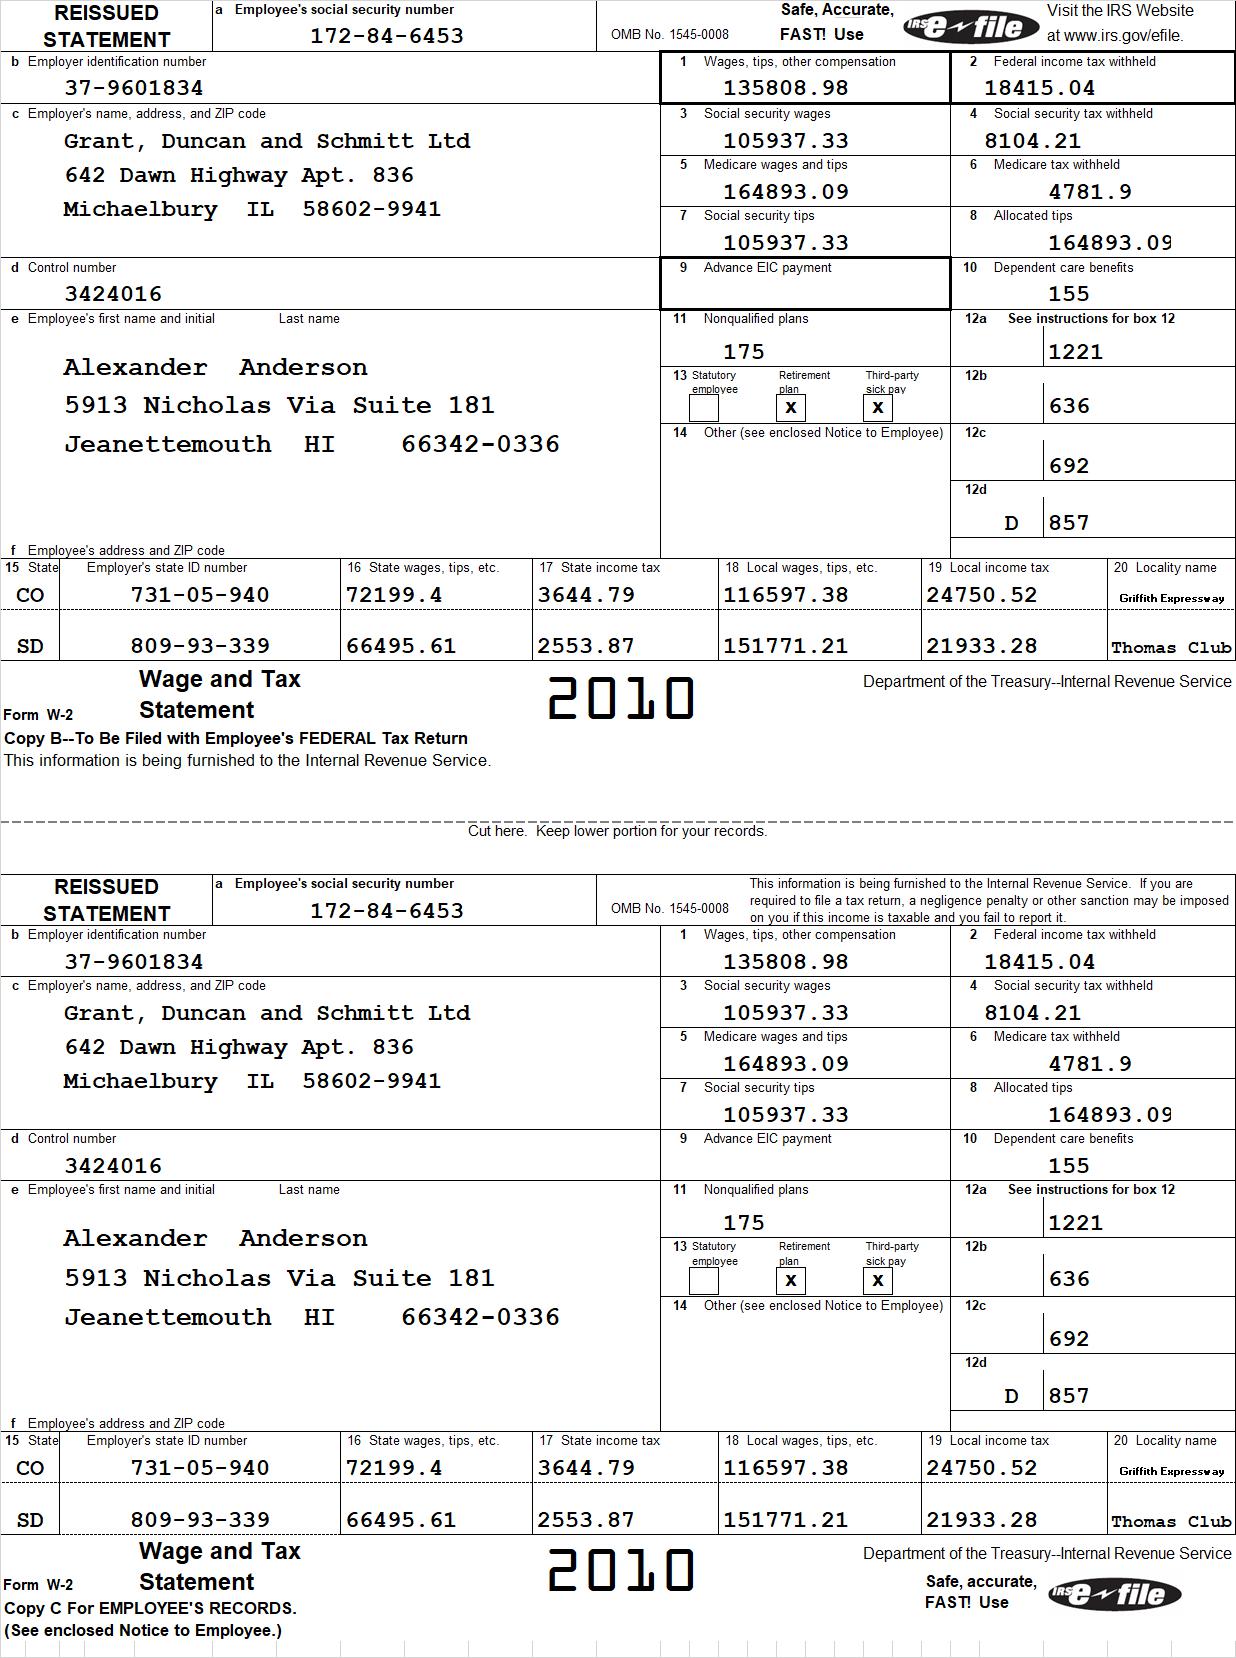 REISSUED STATEMENT
a Employee's social security number
172-84-6453
OMB No. 1545-0008
Safe, Accurate, FAST! Use
IRS e-file
Visit the IRS Website
at www.irs.gov/efile.
b Employer identification number
37-9601834
1 Wages, tips, other compensation
135808.98
2 Federal income tax withheld
18415.04
c Employer's name, address, and ZIP code
Grant, Duncan and Schmitt Ltd
642 Dawn Highway Apt. 836
Michaelbury IL 58602-9941
3 Social security wages
105937.33
4 Social security tax withheld
8104.21
5 Medicare wages and tips
164893.09
6 Medicare tax withheld
4781.9
7 Social security tips
105937.33
8 Allocated tips
164893.09
d Control number
3424016
9 Advance EIC payment
10 Dependent care benefits
155
e Employee's first name and initial Last name
Alexander Anderson
5913 Nicholas Via Suite 181
Jeanettemouth HI 66342-0336
11 Nonqualified plans
175
12a See instructions for box 12
1221
13 Statutory employee Retirement plan Third-party sick pay
X X
12b
636
14 Other (see enclosed Notice to Employee)
12c
692
12d
D 857
f Employee's address and ZIP code
15 State Employer's state ID number 16 State wages, tips, etc. 17 State income tax 18 Local wages, tips, etc. 19 Local income tax 20 Locality name
CO 731-05-940 72199.4 3644.79 116597.38 24750.52 Griffith Expressway
SD 809-93-339 66495.61 2553.87 151771.21 21933.28 Thomas Club
Form W-2 Wage and Tax Statement
2010
Department of the Treasury--Internal Revenue Service
Copy B--To Be Filed with Employee's FEDERAL Tax Return
This information is being furnished to the Internal Revenue Service.
Cut here. Keep lower portion for your records.
REISSUED STATEMENT
a Employee's social security number
172-84-6453
OMB No. 1545-0008
This information is being furnished to the Internal Revenue Service. If you are
required to file a tax return, a negligence penalty or other sanction may be imposed
on you if this income is taxable and you fail to report it.
b Employer identification number
37-9601834
1 Wages, tips, other compensation
135808.98
2 Federal income tax withheld
18415.04
c Employer's name, address, and ZIP code
Grant, Duncan and Schmitt Ltd
642 Dawn Highway Apt. 836
Michaelbury IL 58602-9941
3 Social security wages
105937.33
4 Social security tax withheld
8104.21
5 Medicare wages and tips
164893.09
6 Medicare tax withheld
4781.9
7 Social security tips
105937.33
8 Allocated tips
164893.09
d Control number
3424016
9 Advance EIC payment
10 Dependent care benefits
155
e Employee's first name and initial Last name
Alexander Anderson
5913 Nicholas Via Suite 181
Jeanettemouth HI 66342-0336
11 Nonqualified plans
175
12a See instructions for box 12
1221
13 Statutory employee Retirement plan Third-party sick pay
X X
12b
636
14 Other (see enclosed Notice to Employee)
12c
692
12d
D 857
f Employee's address and ZIP code
15 State Employer's state ID number 16 State wages, tips, etc. 17 State income tax 18 Local wages, tips, etc. 19 Local income tax 20 Locality name
CO 731-05-940 72199.4 3644.79 116597.38 24750.52 Griffith Expressway
SD 809-93-339 66495.61 2553.87 151771.21 21933.28 Thomas Club
Form W-2 Wage and Tax Statement
2010
Department of the Treasury--Internal Revenue Service
Safe, accurate, FAST! Use
IRS e-file
Copy C For EMPLOYEE'S RECORDS.
(See enclosed Notice to Employee.)